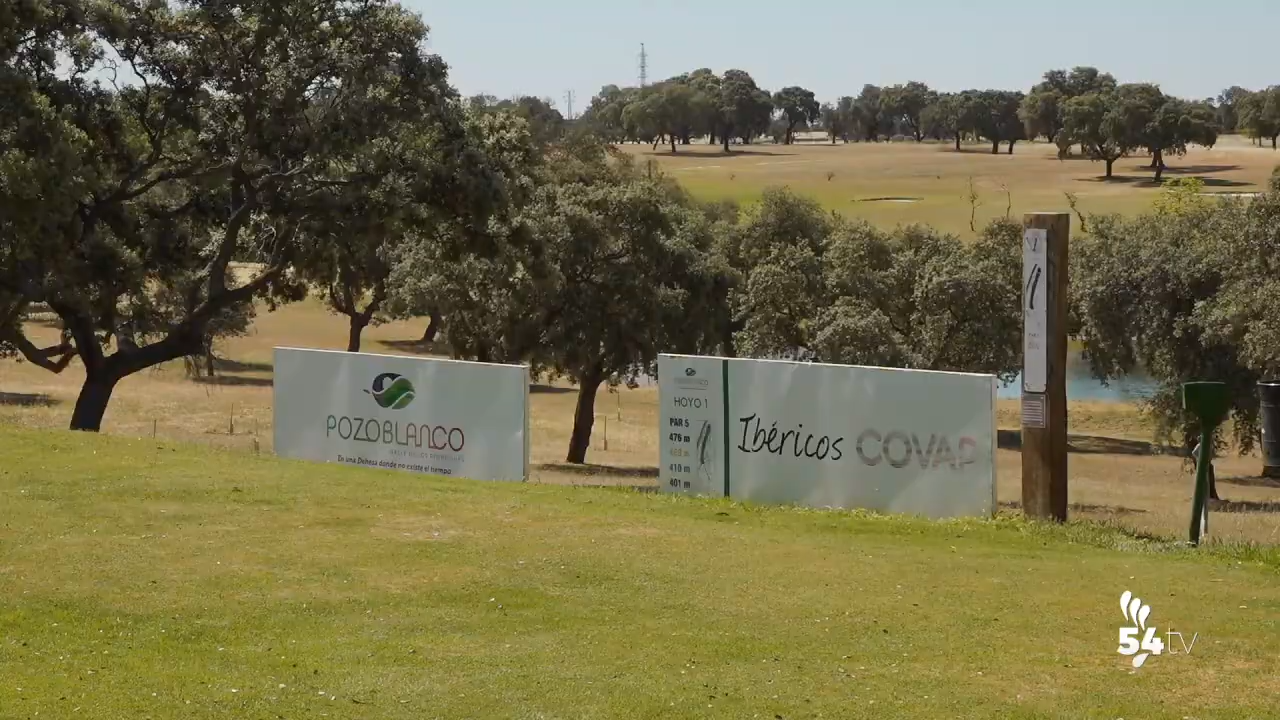 POZOBLANCO
En una Dehesa donde no existe el tiempo
HOYO 1
PAR 5
476 m
410 m
401 m
Ibéricos COVAP
54tv